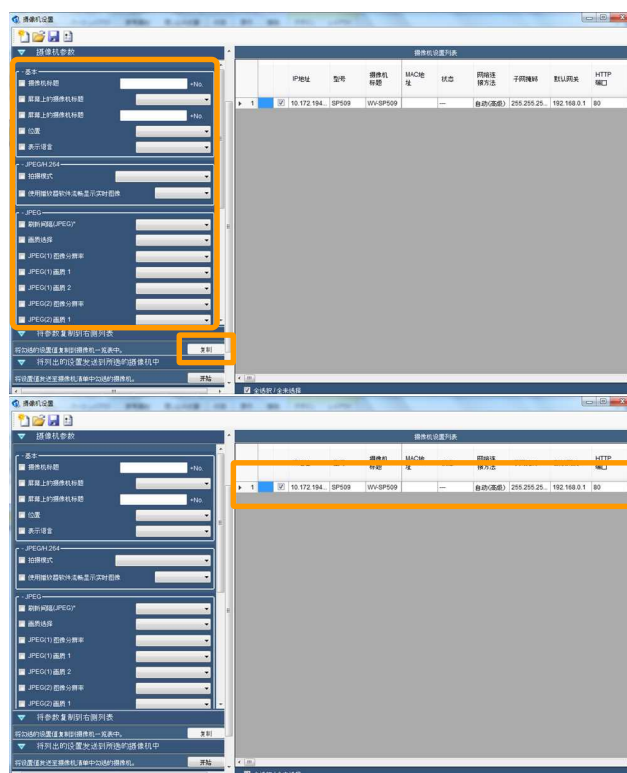 摄像机设置
摄像机参数
摄像机设置列表
基本
摄像机标题 +No.
屏幕上的摄像机标题
屏幕上的摄像机标题 +No.
位置
表示语言
JPEG/H.264
拍摄模式
使用播放器软件流畅显示实时图像
JPEG
刷新间隔(JPEG)*
画质选择
JPEG(1)图像分辨率
JPEG(1)画质 1
JPEG(1)画质 2
JPEG(2)图像分辨率
JPEG(2)画质 1
将参数复制到右侧列表
将勾选的设置值复制到摄像机一览表中。 复制
将列出的设置发送到所选的摄像机中
将设置值发送至摄像机清单中勾选的摄像机。 开始
IP地址 型号 摄像机标题 MAC地址 状态 网络连接方法 子网掩码 默认网关 HTTP端口
1 10.172.194... SP509 WV-SP509 — 自动(高级) 255.255.25... 192.168.0.1 80
全选择/全未选择
摄像机设置
摄像机参数
摄像机设置列表
基本
摄像机标题 +No.
屏幕上的摄像机标题
屏幕上的摄像机标题 +No.
位置
表示语言
JPEG/H.264
拍摄模式
使用播放器软件流畅显示实时图像
JPEG
刷新间隔(JPEG)*
画质选择
JPEG(1)图像分辨率
JPEG(1)画质 1
JPEG(1)画质 2
JPEG(2)图像分辨率
JPEG(2)画质 1
将参数复制到右侧列表
将勾选的设置值复制到摄像机一览表中。 复制
将列出的设置发送到所选的摄像机中
将设置值发送至摄像机清单中勾选的摄像机。 开始
摄像机标题 MAC地址 网络连接方法 HTTP端口
1 10.172.194... SP509 WV-SP509 — 自动(高级) 255.255.25... 192.168.0.1 80